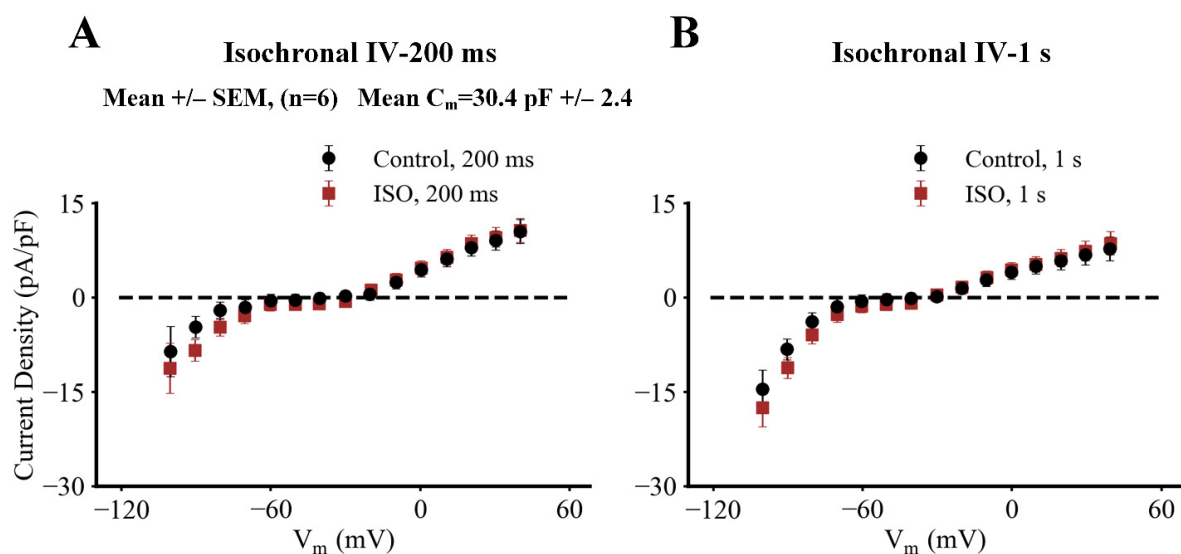 A
Isochronal IV-200 ms
Mean +/– SEM, (n=6) Mean Cm=30.4 pF +/– 2.4
Control, 200 ms
ISO, 200 ms
Current Density (pA/pF)
15
0
−15
−30
−120
−60
0
60
Vm (mV)
B
Isochronal IV-1 s
Control, 1 s
ISO, 1 s
15
0
−15
−30
−120
−60
0
60
Vm (mV)